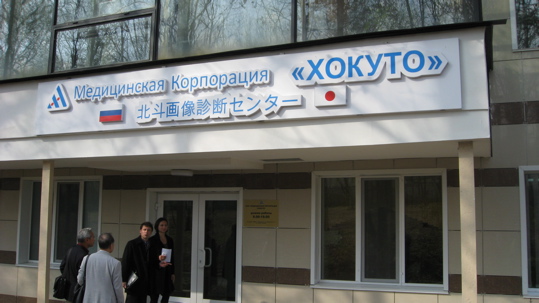 Медицинская Корпорация «ХОКУТО»
北斗画像診断センター